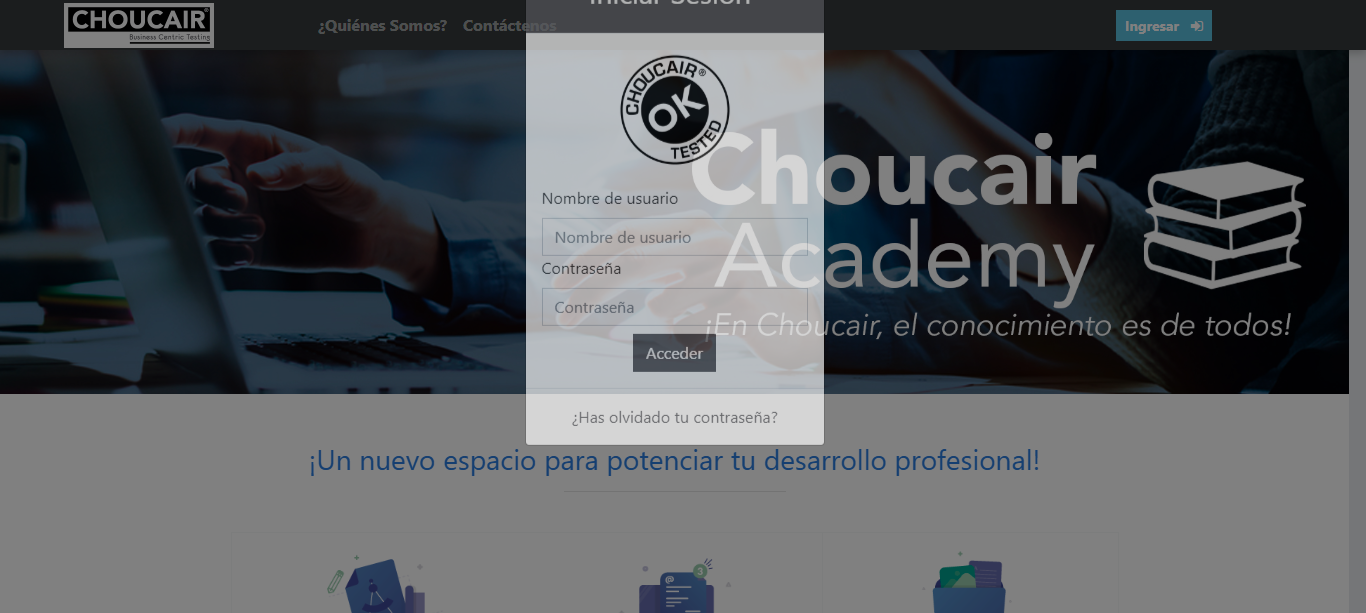 CHOUCAIR®
Business Centric Testing
¿Quiénes Somos?
Contáctenos
Iniciar Sesión
Ingresar
CHOUCAIR®
OK
TESTED
Nombre de usuario
Nombre de usuario
Contraseña
Contraseña
Acceder
¿Has olvidado tu contraseña?
Choucair
Academy
¡En Choucair, el conocimiento es de todos!
¡Un nuevo espacio para potenciar tu desarrollo profesional!
3
@